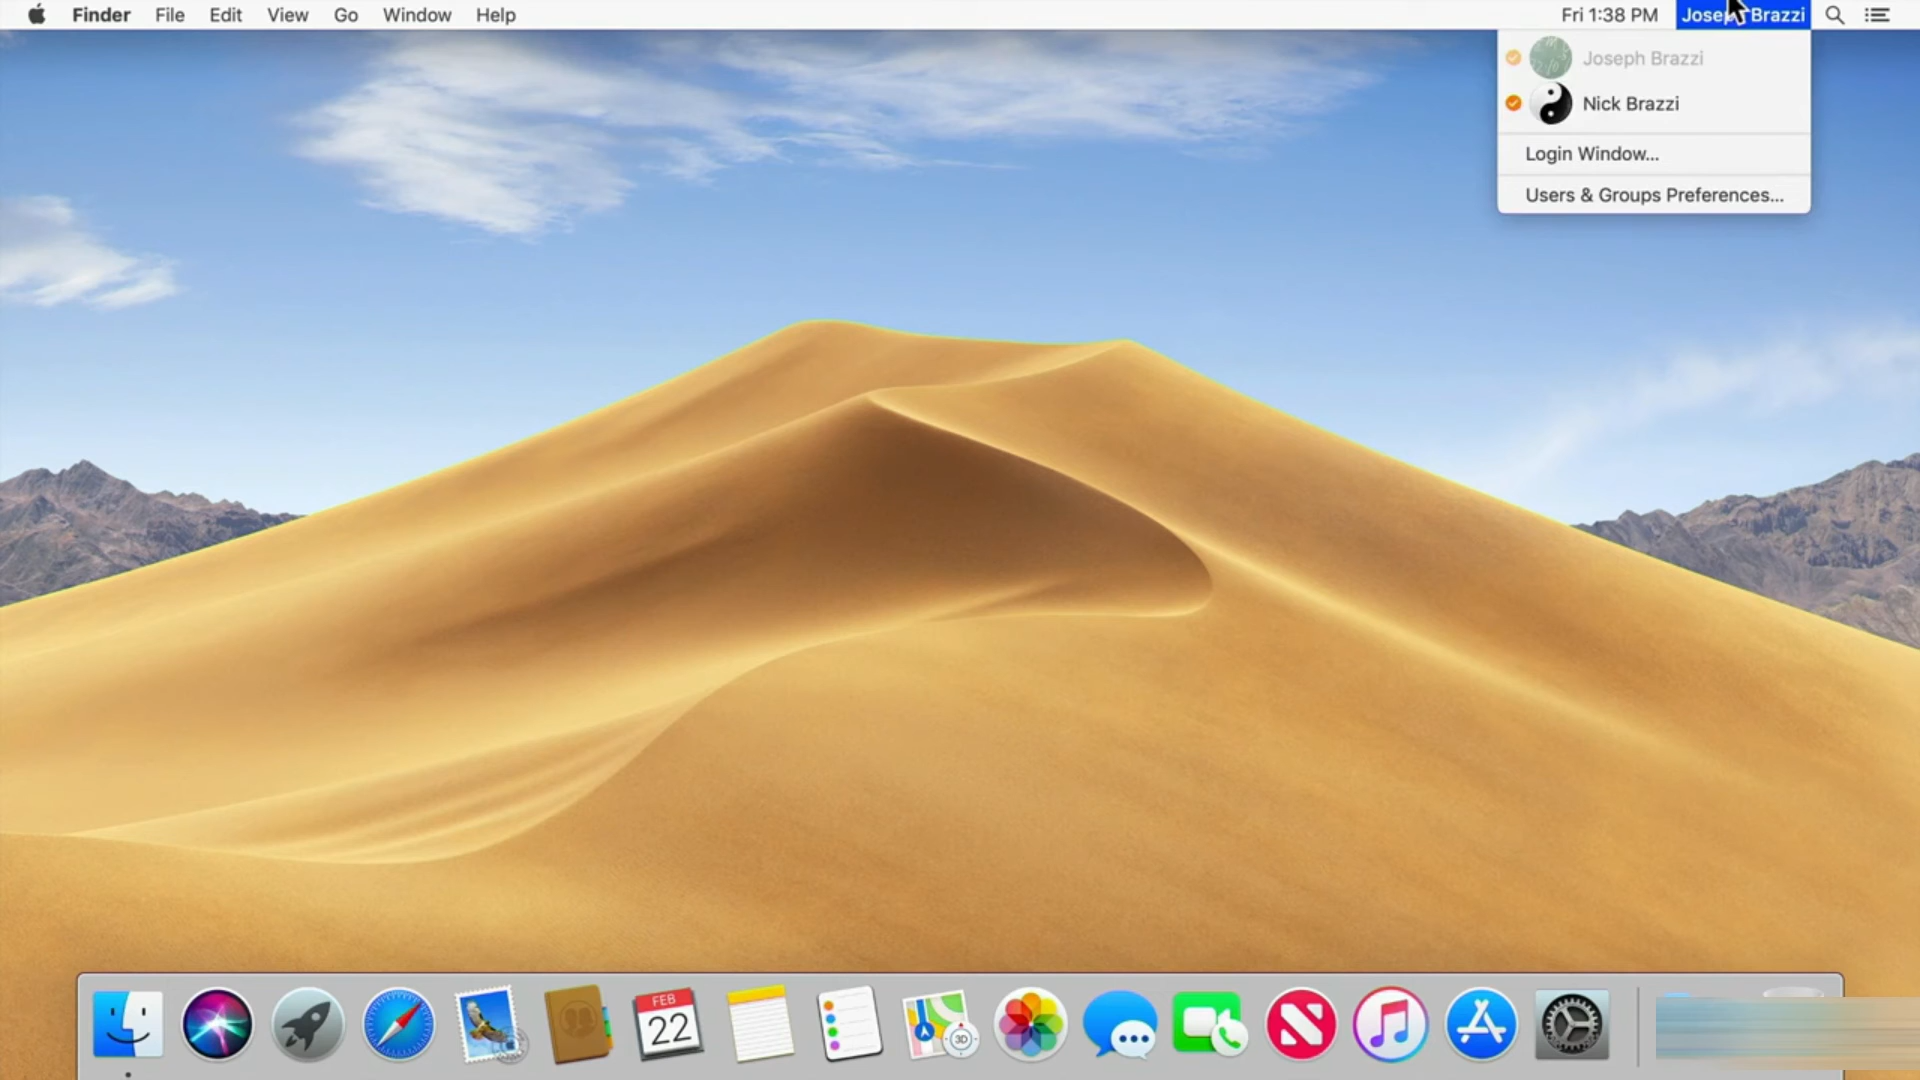 Finder File Edit View Go Window Help Fri 1:38 PM Joseph Brazzi
Joseph Brazzi
Nick Brazzi
Login Window...
Users & Groups Preferences...
FEB
22
3D